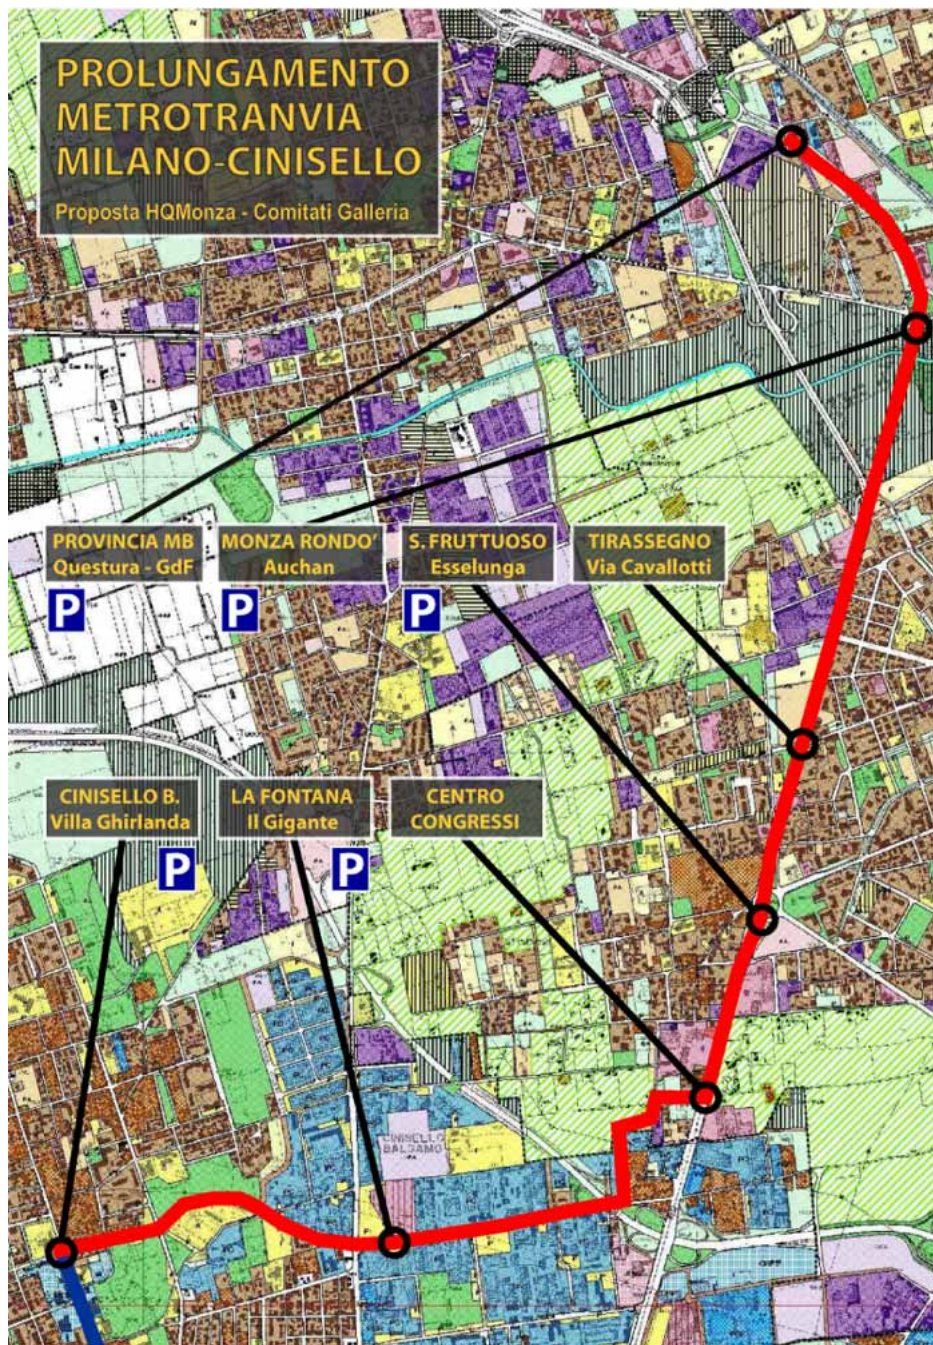 PROLUNGAMENTO
METROTRANVIA
MILANO-CINISELLO
Proposta HQMonza - Comitati Galleria
PROVINCIA MB
Questura - GdF
P
MONZA RONDO'
Auchan
P
S. FRUTTUOSO
Esselunga
P
TIRASSEGNO
Via Cavallotti
CINISELLO B.
Villa Ghirlanda
P
LA FONTANA
Il Gigante
P
CENTRO
CONGRESSI
CINISELLO
BALSAMO